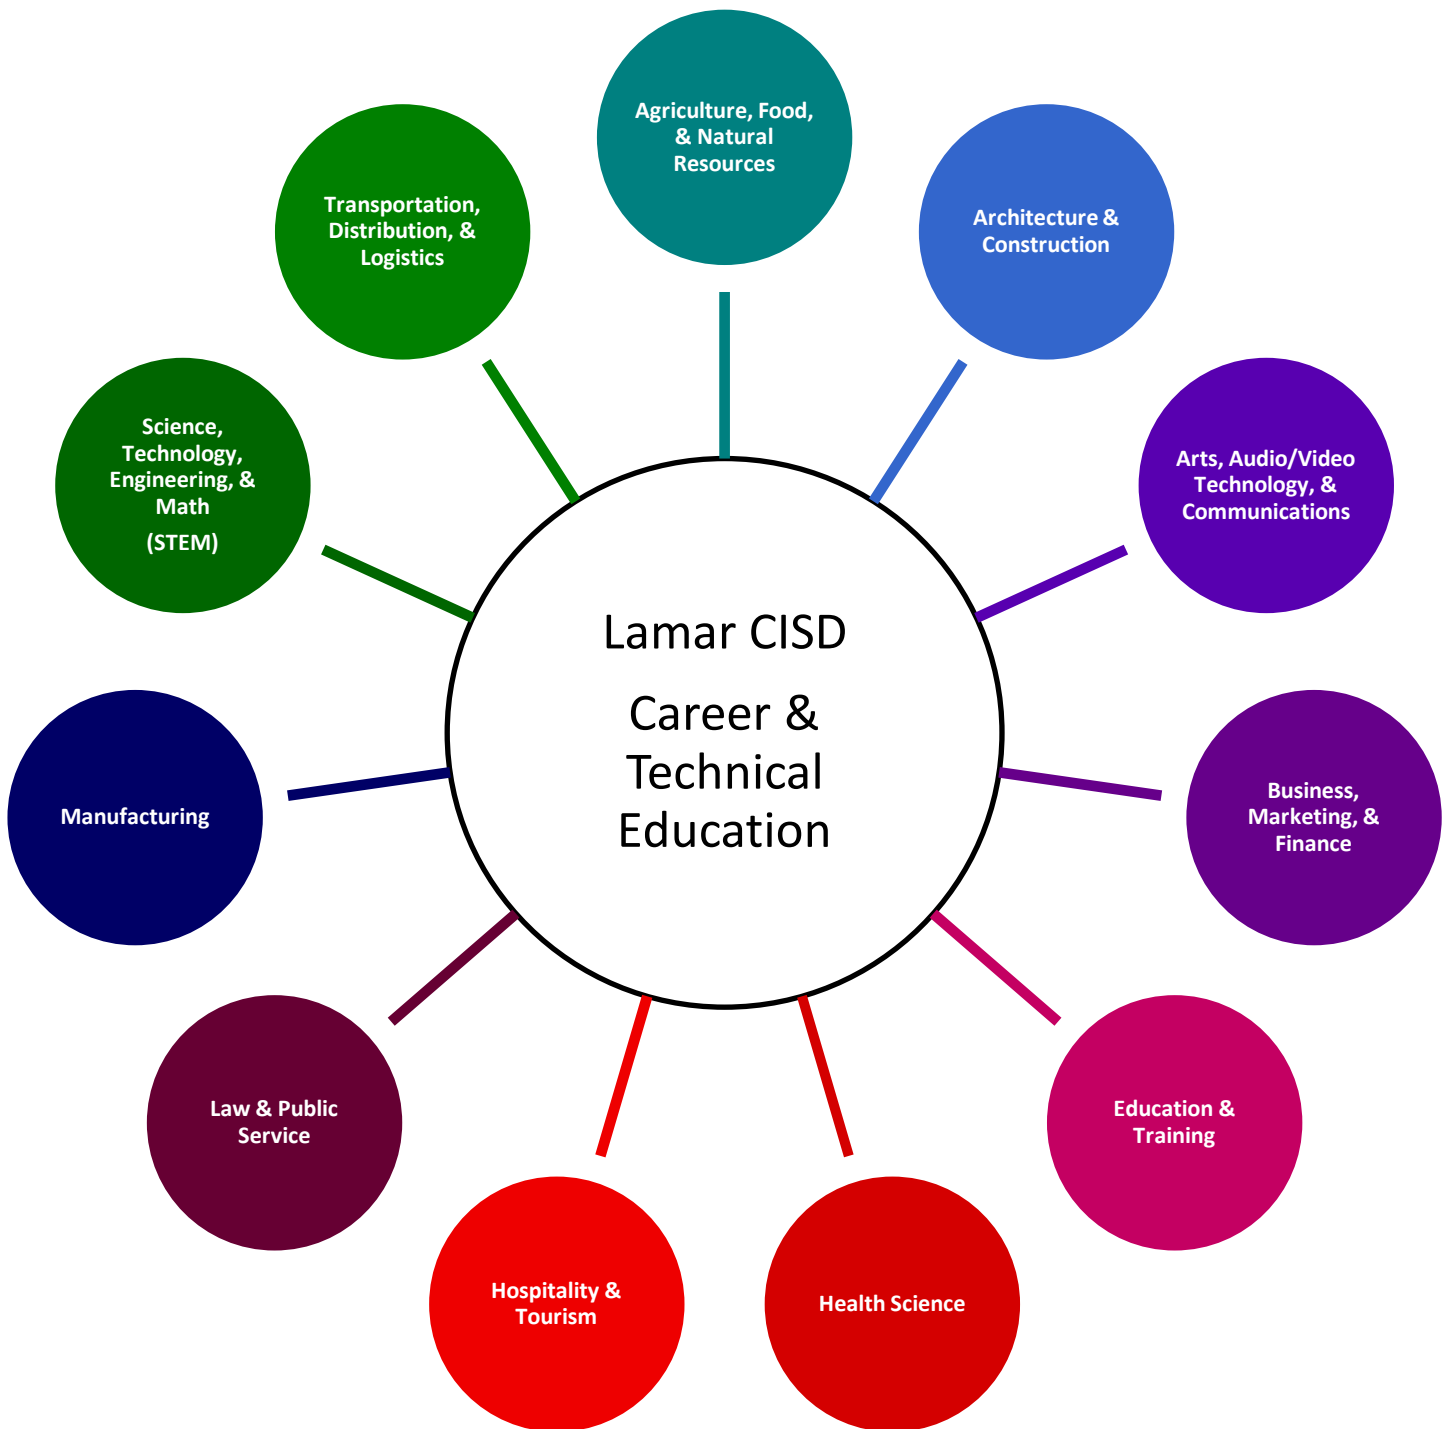 Agriculture, Food,
& Natural
Resources
Architecture &
Construction
Arts, Audio/Video
Technology, &
Communications
Business,
Marketing, &
Finance
Education &
Training
Health Science
Hospitality &
Tourism
Law & Public
Service
Manufacturing
Science,
Technology,
Engineering, &
Math
(STEM)
Transportation,
Distribution, &
Logistics
Lamar CISD
Career &
Technical
Education